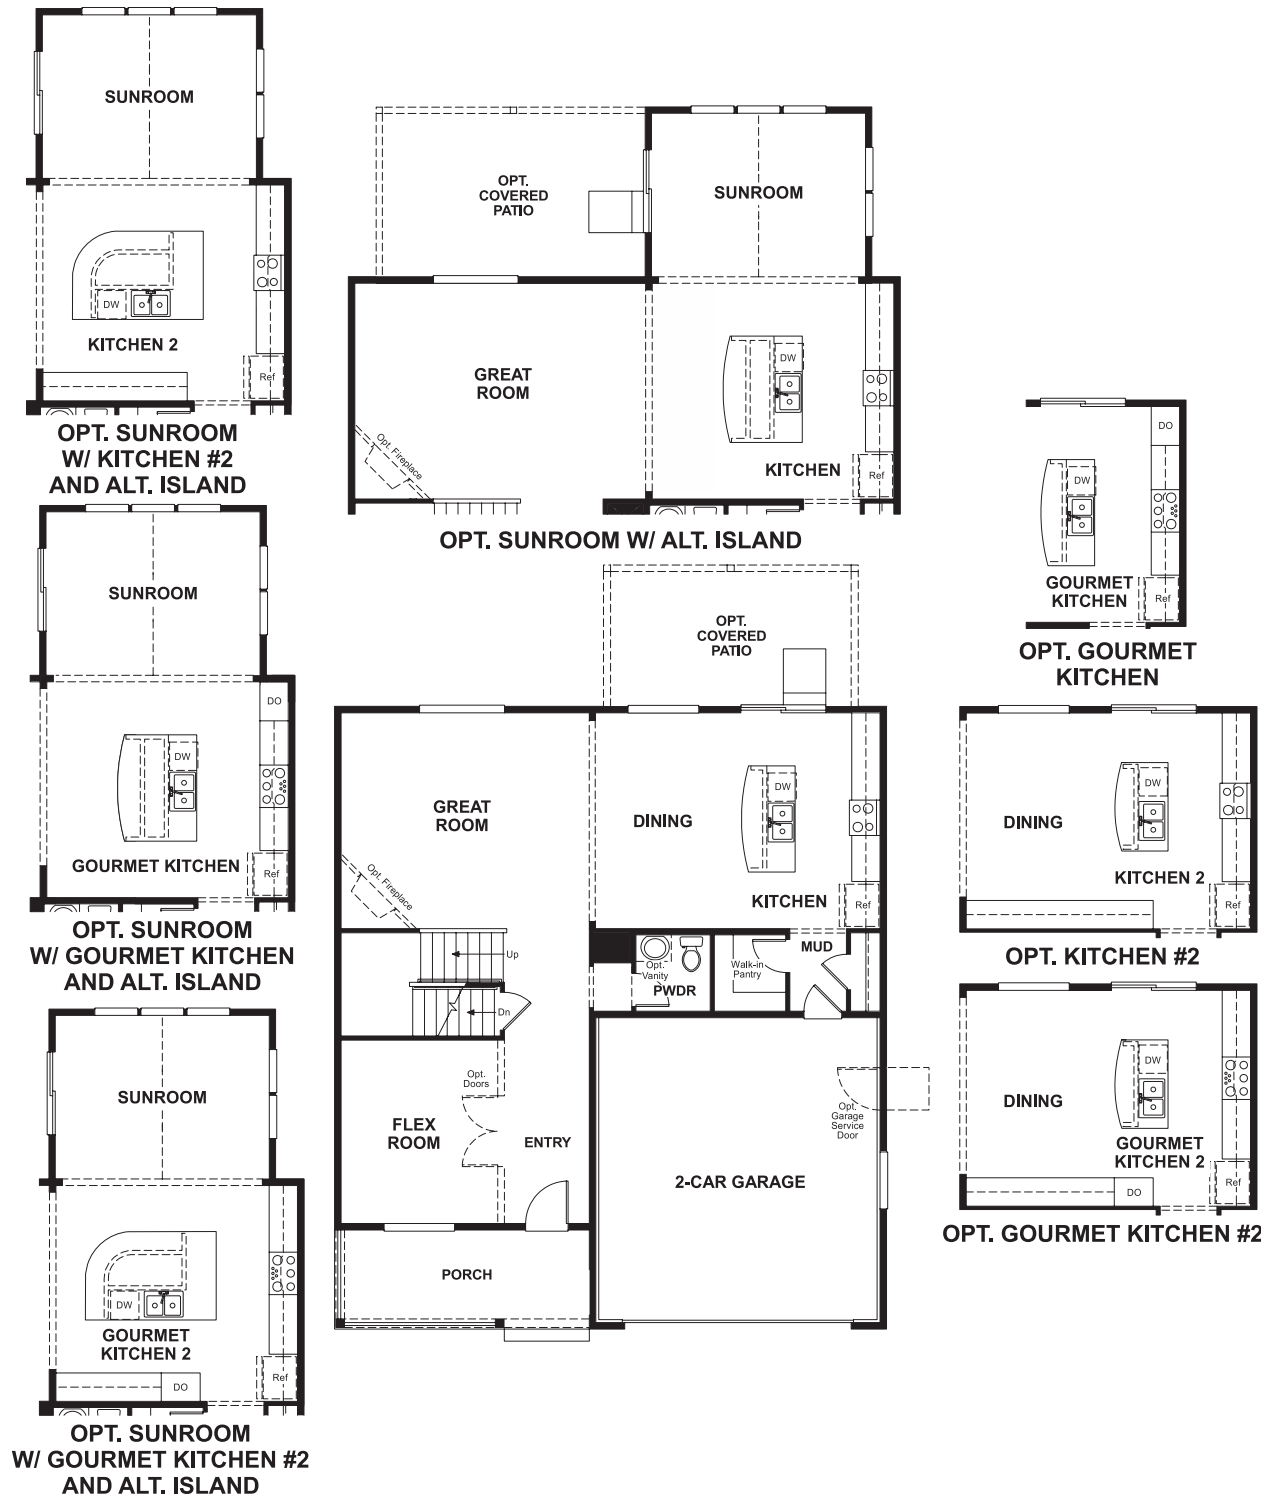 SUNROOM
DW
KITCHEN 2
Ref
OPT. SUNROOM
W/ KITCHEN #2
AND ALT. ISLAND
OPT.
COVERED
PATIO
SUNROOM
GREAT
ROOM
DW
Opt. Fireplace
KITCHEN
Ref
OPT. SUNROOM W/ ALT. ISLAND
DO
DW
GOURMET
KITCHEN
Ref
OPT. GOURMET
KITCHEN
SUNROOM
DO
DW
GOURMET KITCHEN
Ref
OPT. SUNROOM
W/ GOURMET KITCHEN
AND ALT. ISLAND
OPT.
COVERED
PATIO
GREAT
ROOM
DINING
DW
Opt. Fireplace
KITCHEN
Ref
Up
Opt.
Vanity
PWDR
Walk-in
Pantry
MUD
Dn
Opt.
Doors
FLEX
ROOM
ENTRY
Opt.
Garage
Service
Door
2-CAR GARAGE
PORCH
DINING
DW
KITCHEN 2
Ref
OPT. KITCHEN #2
DINING
DW
GOURMET
KITCHEN 2
Ref
DO
OPT. GOURMET KITCHEN #2
SUNROOM
DW
GOURMET
KITCHEN 2
Ref
DO
OPT. SUNROOM
W/ GOURMET KITCHEN #2
AND ALT. ISLAND